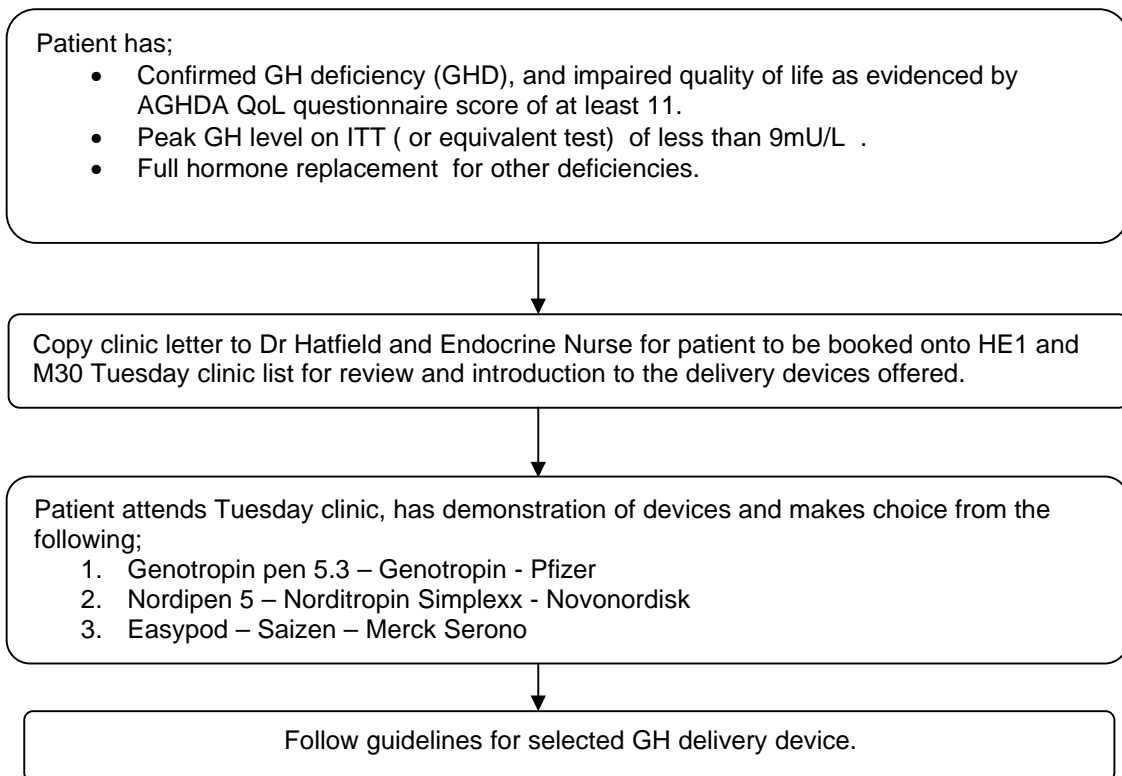 Patient has;
• Confirmed GH deficiency (GHD), and impaired quality of life as evidenced by
AGHDA QoL questionnaire score of at least 11.
• Peak GH level on ITT ( or equivalent test)  of less than 9mU/L  .
• Full hormone replacement  for other deficiencies.
Copy clinic letter to Dr Hatfield and Endocrine Nurse for patient to be booked onto HE1 and
M30 Tuesday clinic list for review and introduction to the delivery devices offered.
Patient attends Tuesday clinic, has demonstration of devices and makes choice from the
following;
1. Genotropin pen 5.3 – Genotropin - Pfizer
2. Nordipen 5 – Norditropin Simplexx - Novonordisk
3. Easypod – Saizen – Merck Serono
Follow guidelines for selected GH delivery device.